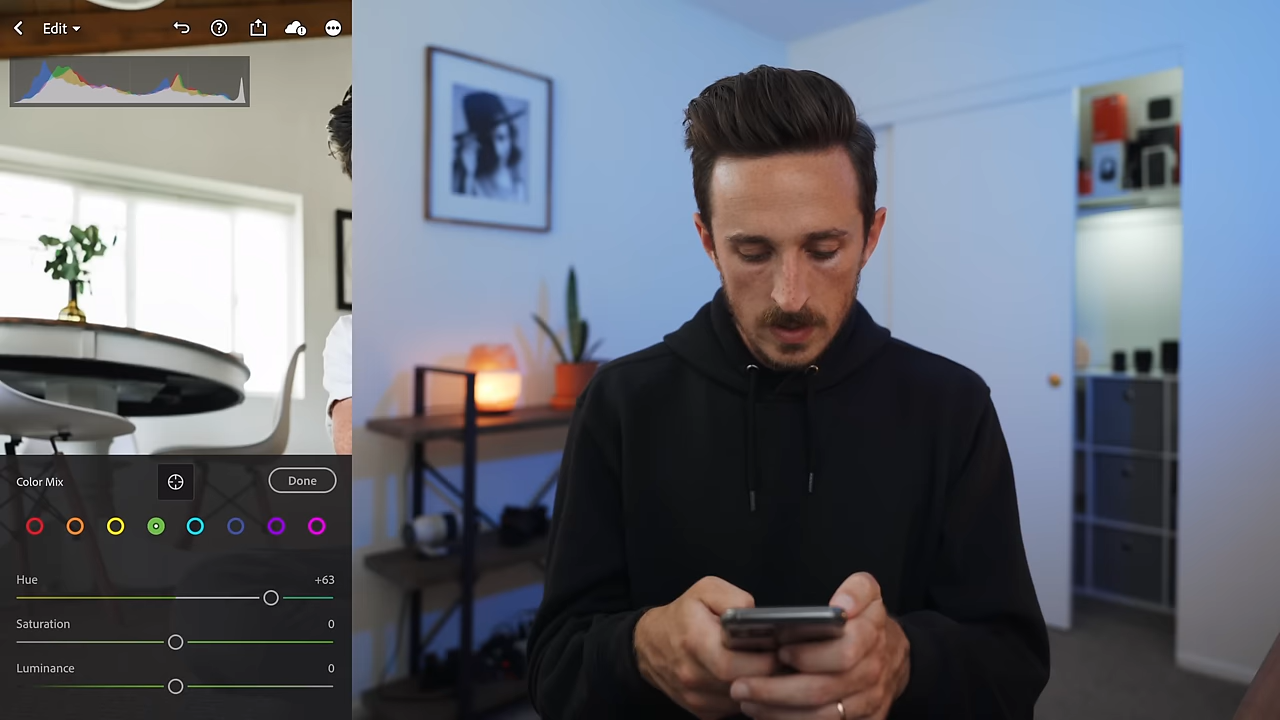 Edit
Color Mix
Done
Hue +63
Saturation 0
Luminance 0